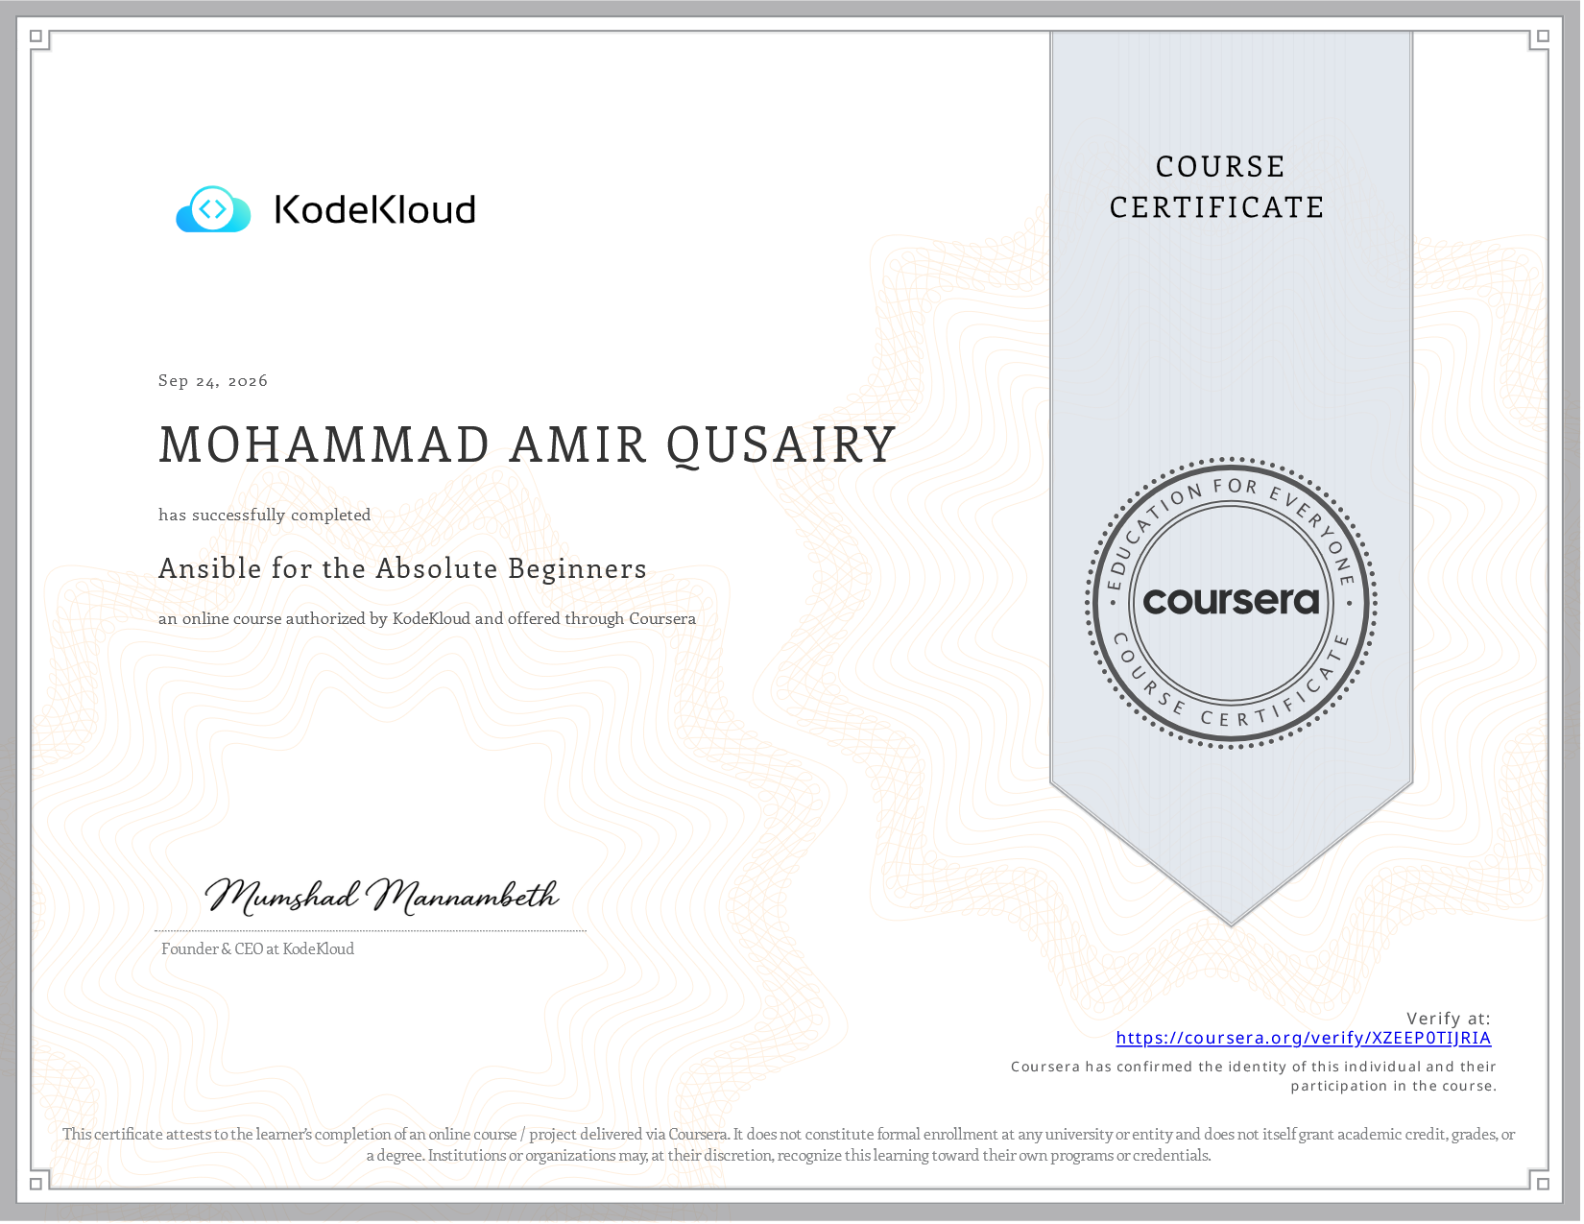 KodeKloud
COURSE
CERTIFICATE
Sep 24, 2026
MOHAMMAD AMIR QUSAIRY
has successfully completed
Ansible for the Absolute Beginners
an online course authorized by KodeKloud and offered through Coursera
• EDUCATION FOR EVERYONE •
coursera
COURSE CERTIFICATE
Mumshad Mannambeth
Founder & CEO at KodeKloud
Verify at:
https://coursera.org/verify/XZEEP0TIJRIA
Coursera has confirmed the identity of this individual and their
participation in the course.
This certificate attests to the learner's completion of an online course / project delivered via Coursera. It does not constitute formal enrollment at any university or entity and does not itself grant academic credit, grades, or
a degree. Institutions or organizations may, at their discretion, recognize this learning toward their own programs or credentials.